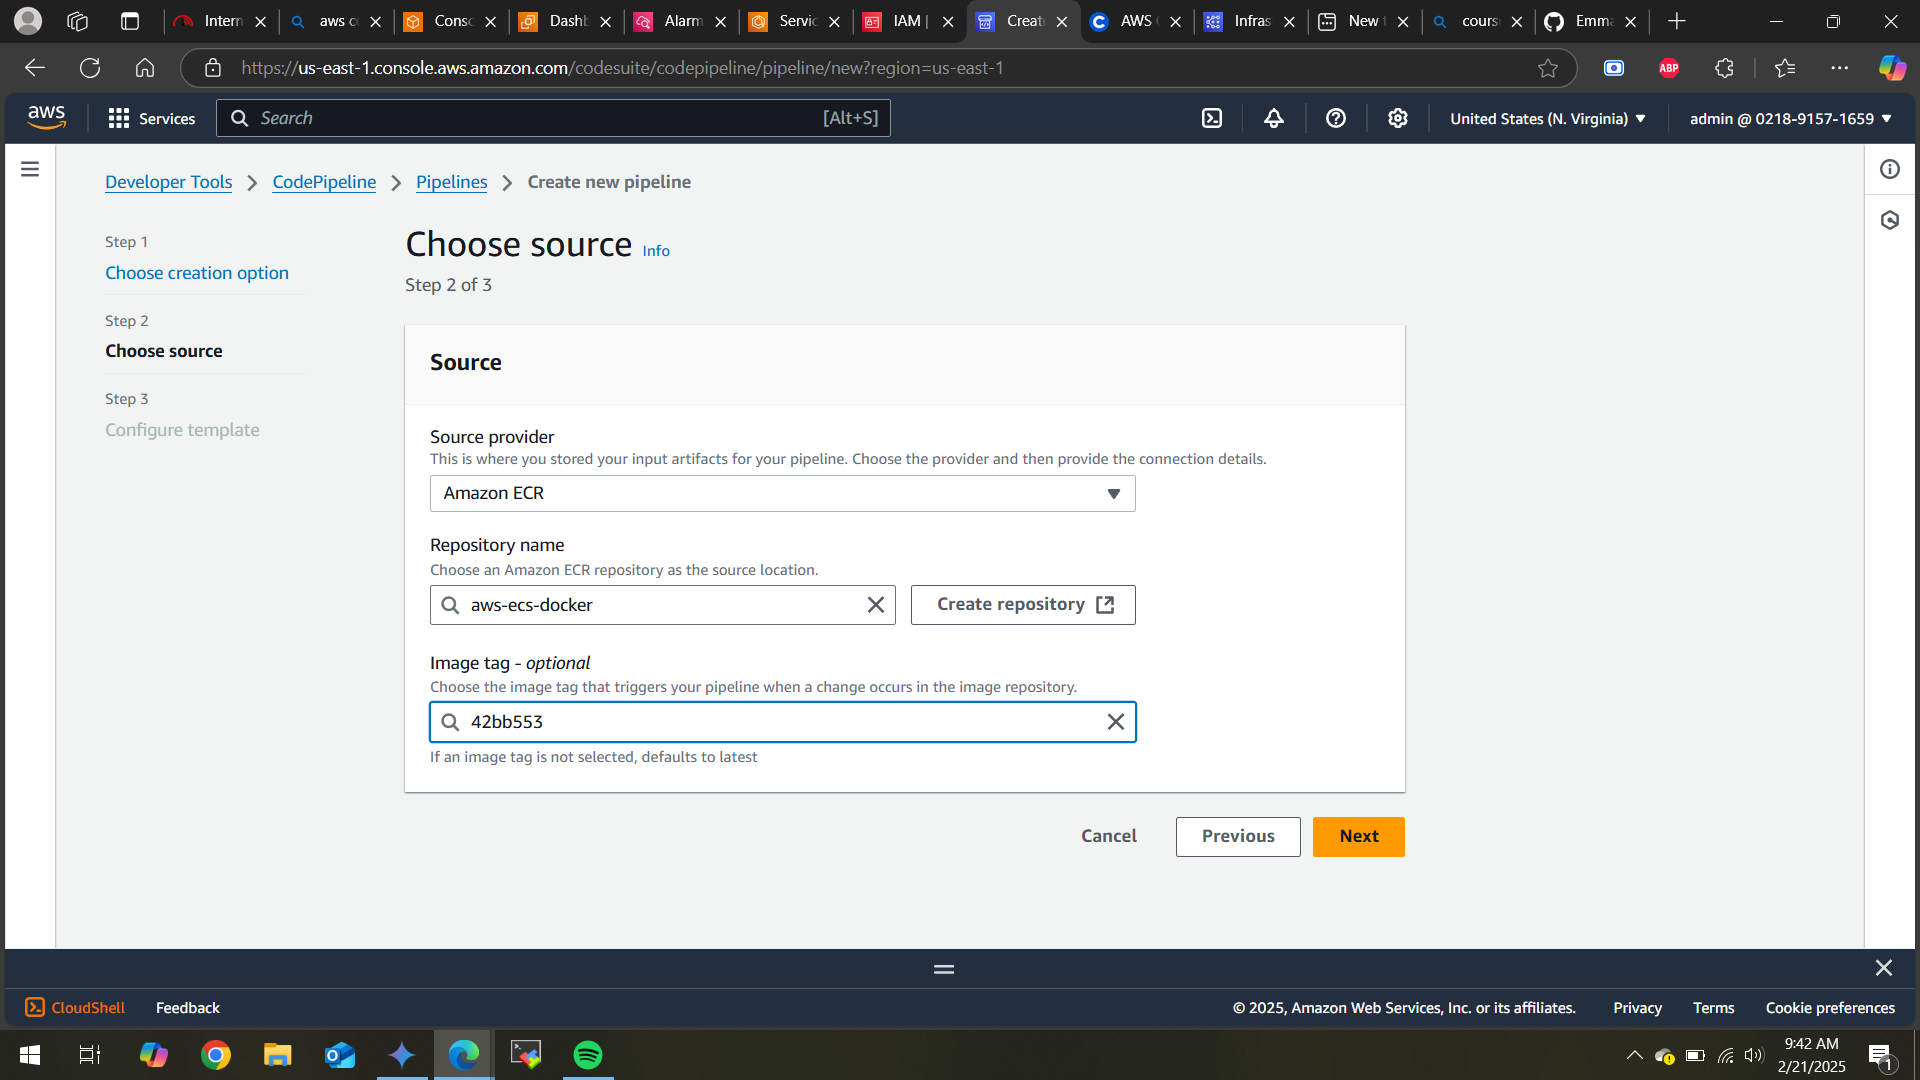 Intern
aws co
Conso
Dashb
Alarm
Servic
IAM |
Create
AWS
Infras
New
cours
Emma
https://us-east-1.console.aws.amazon.com/codesuite/codepipeline/pipeline/new?region=us-east-1
ABP
aws
Services
Search
[Alt+S]
United States (N. Virginia)
admin @ 0218-9157-1659
Developer Tools
CodePipeline
Pipelines
Create new pipeline
Step 1
Choose creation option
Step 2
Choose source
Step 3
Configure template
Choose source Info
Step 2 of 3
Source
Source provider
This is where you stored your input artifacts for your pipeline. Choose the provider and then provide the connection details.
Amazon ECR
Repository name
Choose an Amazon ECR repository as the source location.
aws-ecs-docker
Create repository
Image tag - optional
Choose the image tag that triggers your pipeline when a change occurs in the image repository.
42bb553
If an image tag is not selected, defaults to latest
Cancel
Previous
Next
CloudShell
Feedback
© 2025, Amazon Web Services, Inc. or its affiliates.
Privacy
Terms
Cookie preferences
9:42 AM
2/21/2025
1